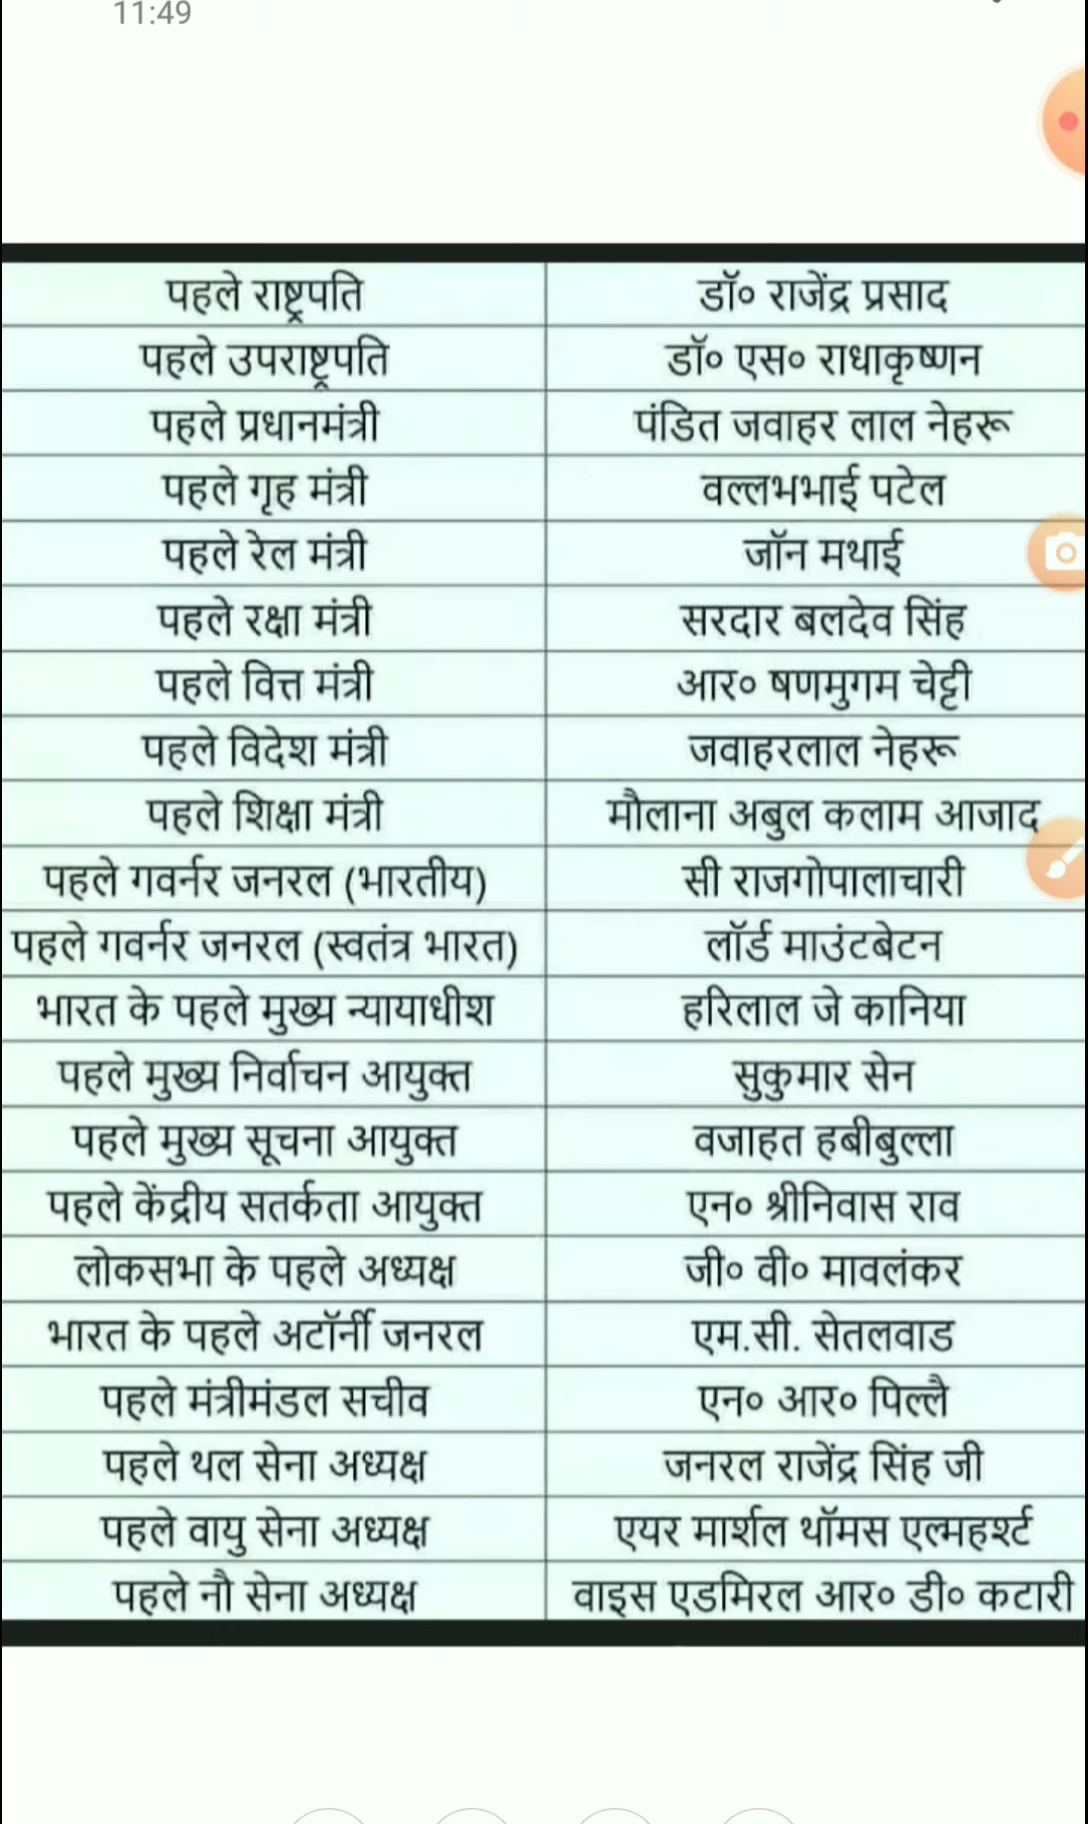 11:49
पहले राष्ट्रपति डॉ० राजेंद्र प्रसाद
पहले उपराष्ट्रपति डॉ० एस० राधाकृष्णन
पहले प्रधानमंत्री पंडित जवाहर लाल नेहरू
पहले गृह मंत्री वल्लभभाई पटेल
पहले रेल मंत्री जॉन मथाई
पहले रक्षा मंत्री सरदार बलदेव सिंह
पहले वित्त मंत्री आर० षणमुगम चेट्टी
पहले विदेश मंत्री जवाहरलाल नेहरू
पहले शिक्षा मंत्री मौलाना अबुल कलाम आजाद
पहले गवर्नर जनरल (भारतीय) सी राजगोपालाचारी
पहले गवर्नर जनरल (स्वतंत्र भारत) लॉर्ड माउंटबेटन
भारत के पहले मुख्य न्यायाधीश हरिलाल जे कानिया
पहले मुख्य निर्वाचन आयुक्त सुकुमार सेन
पहले मुख्य सूचना आयुक्त वजाहत हबीबुल्ला
पहले केंद्रीय सतर्कता आयुक्त एन० श्रीनिवास राव
लोकसभा के पहले अध्यक्ष जी० वी० मावलंकर
भारत के पहले अटॉर्नी जनरल एम.सी. सेतलवाड
पहले मंत्रीमंडल सचीव एन० आर० पिल्लै
पहले थल सेना अध्यक्ष जनरल राजेंद्र सिंह जी
पहले वायु सेना अध्यक्ष एयर मार्शल थॉमस एल्महर्श्ट
पहले नौ सेना अध्यक्ष वाइस एडमिरल आर० डी० कटारी